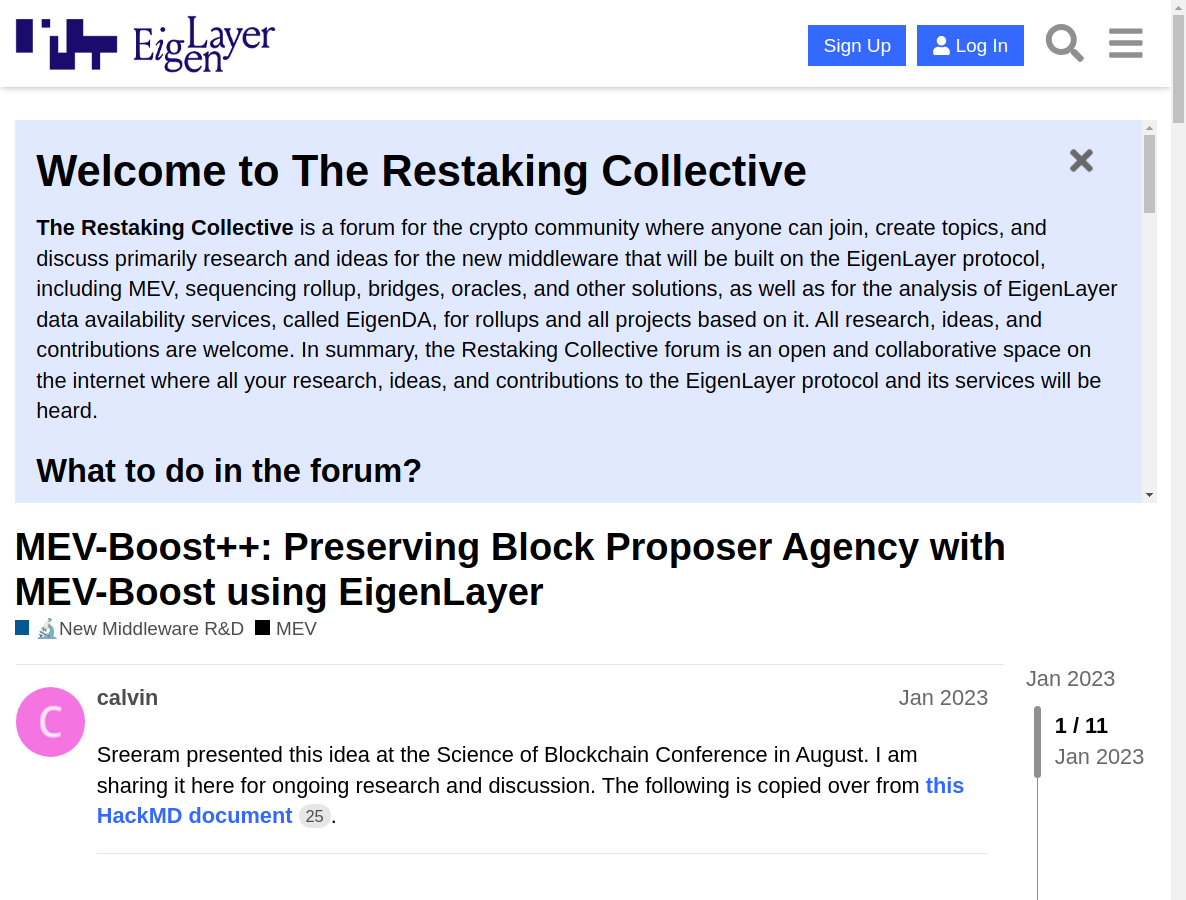 EigenLayer
Sign Up
Log In
Welcome to The Restaking Collective
The Restaking Collective is a forum for the crypto community where anyone can join, create topics, and
discuss primarily research and ideas for the new middleware that will be built on the EigenLayer protocol,
including MEV, sequencing rollup, bridges, oracles, and other solutions, as well as for the analysis of EigenLayer
data availability services, called EigenDA, for rollups and all projects based on it. All research, ideas, and
contributions are welcome. In summary, the Restaking Collective forum is an open and collaborative space on
the internet where all your research, ideas, and contributions to the EigenLayer protocol and its services will be
heard.
What to do in the forum?
MEV-Boost++: Preserving Block Proposer Agency with
MEV-Boost using EigenLayer
🔬New Middleware R&D MEV
C
calvin
Jan 2023
Sreeram presented this idea at the Science of Blockchain Conference in August. I am
sharing it here for ongoing research and discussion. The following is copied over from this
HackMD document 25.
Jan 2023
1 / 11
Jan 2023